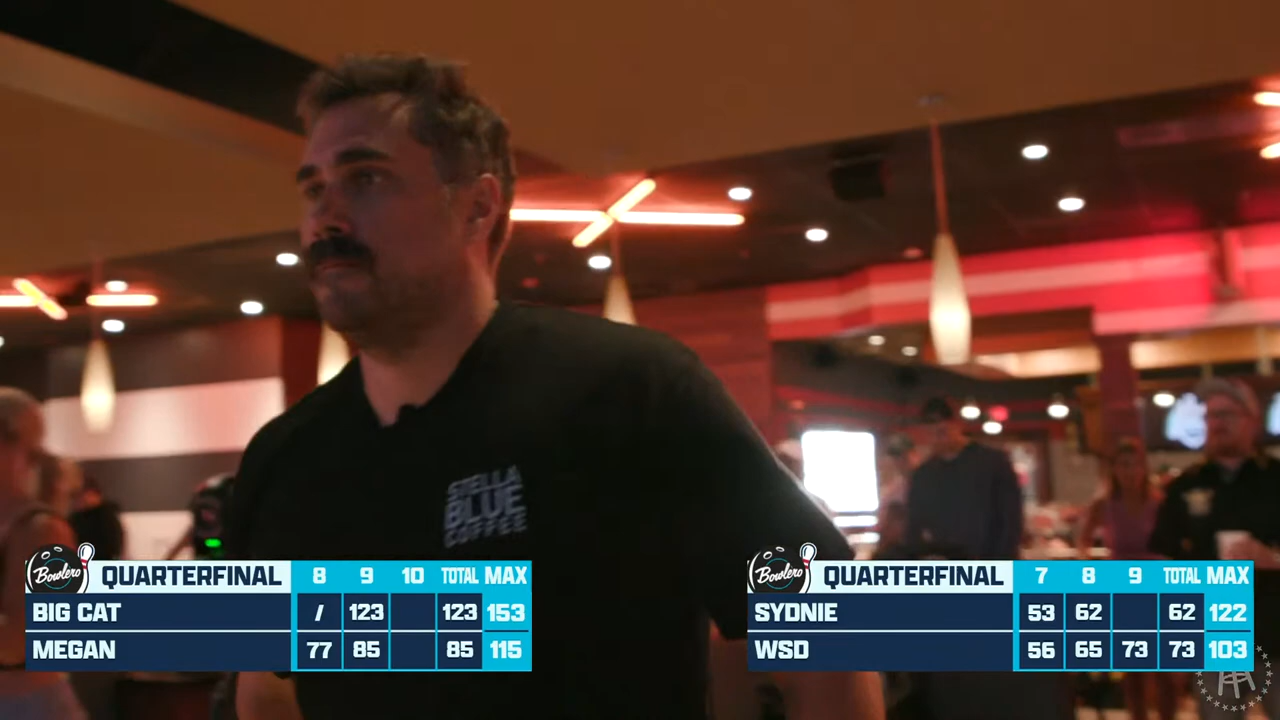 STELLA
BLUE
COFFEE
Bowlero QUARTERFINAL 8 9 10 TOTAL MAX
BIG CAT / 123 123 153
MEGAN 77 85 85 115
Bowlero QUARTERFINAL 7 8 9 TOTAL MAX
SYDNIE 53 62 62 122
WSD 56 65 73 73 103